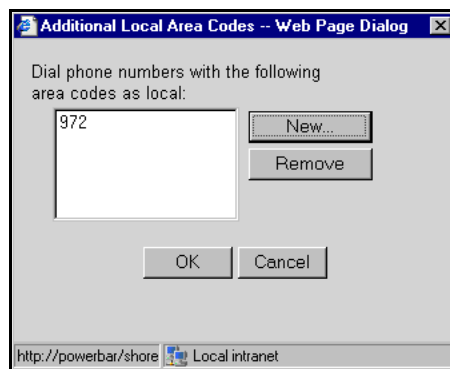 Additional Local Area Codes -- Web Page Dialog
Dial phone numbers with the following
area codes as local:
972
New...
Remove
OK
Cancel
http://powerbar/shore
Local intranet